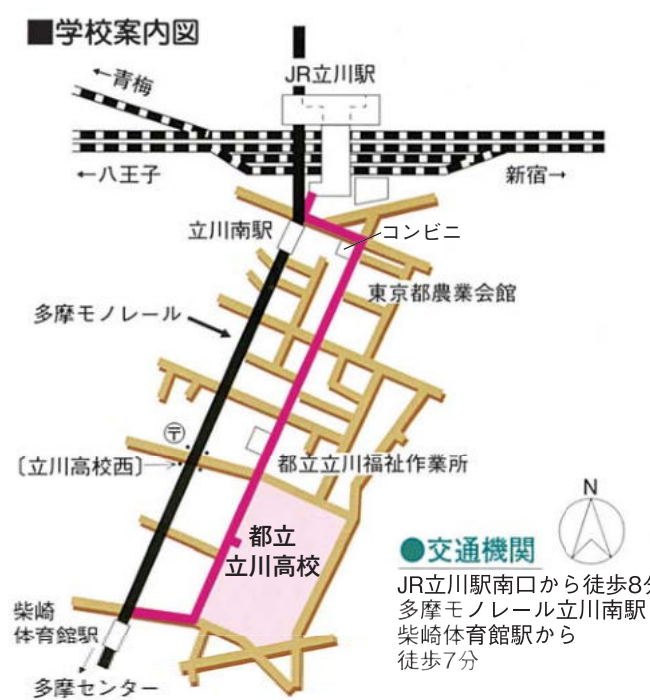 ■学校案内図
←青梅
JR立川駅
←八王子
新宿→
立川南駅
コンビニ
東京都農業会館
多摩モノレール
〒
〔立川高校西〕
都立立川福祉作業所
都立
立川高校
N
●交通機関
JR立川駅南口から徒歩8分
多摩モノレール立川南駅
柴崎体育館駅から
徒歩7分
柴崎
体育館駅
多摩センター